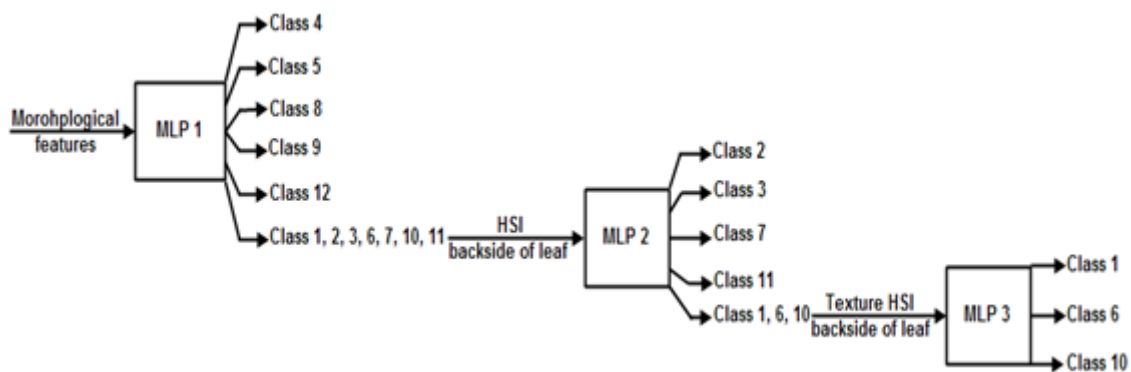 Class 4
Class 5
Morohplogical
features
MLP 1
Class 8
Class 9
Class 12
Class 1, 2, 3, 6, 7, 10, 11
HSI
backside of leaf
MLP 2
Class 2
Class 3
Class 7
Class 11
Class 1, 6, 10
Texture HSI
backside of leaf
MLP 3
Class 1
Class 6
Class 10